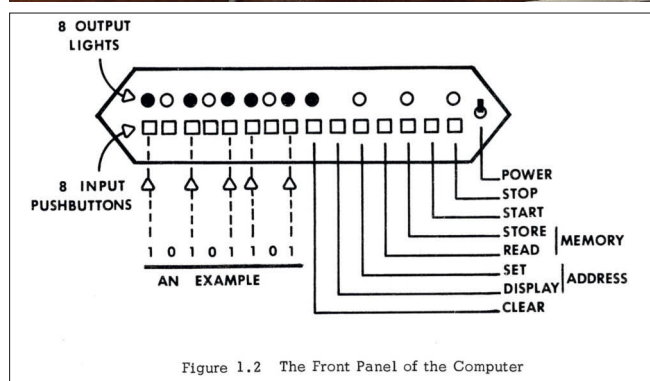 8 OUTPUT
LIGHTS
8 INPUT
PUSHBUTTONS
1 0 1 0 1 1 0 1
AN EXAMPLE
POWER
STOP
START
STORE
READ
MEMORY
SET
DISPLAY
ADDRESS
CLEAR
Figure 1.2 The Front Panel of the Computer